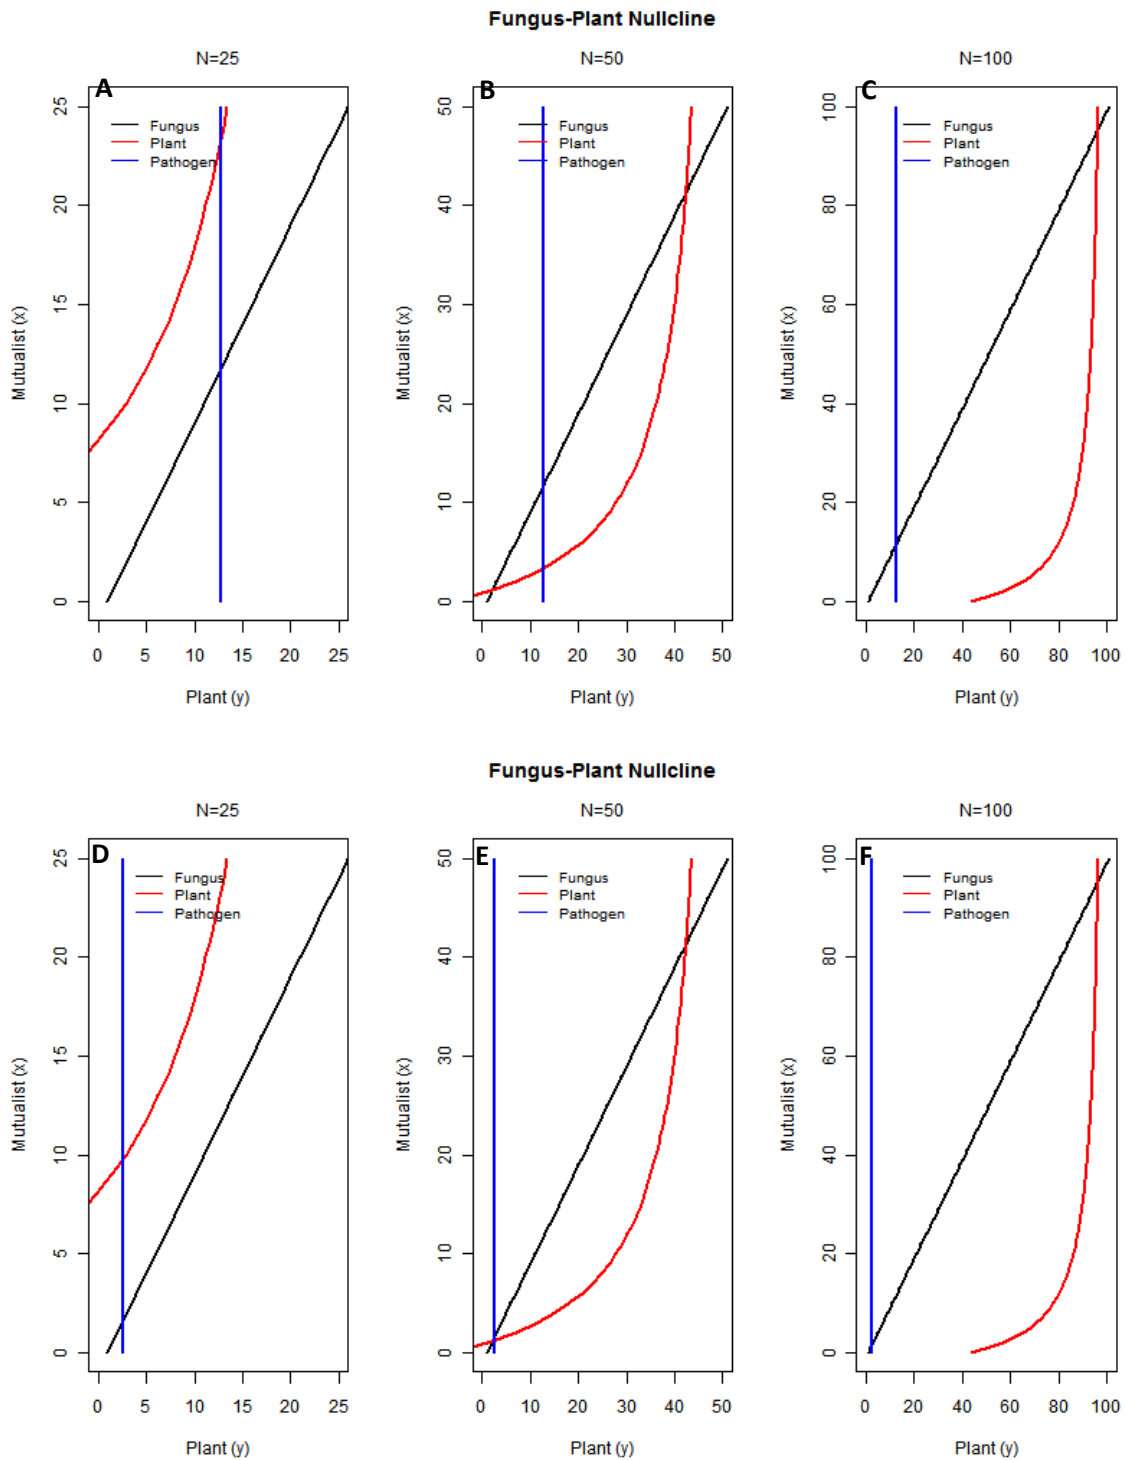 Fungus-Plant Nullcline
N=25
N=50
N=100
A
B
C
Fungus
Plant
Pathogen
Fungus
Plant
Pathogen
Fungus
Plant
Pathogen
Mutualist (x)
0
5
10
15
20
25
Mutualist (x)
0
10
20
30
40
50
Mutualist (x)
0
20
40
60
80
100
0 5 10 15 20 25
0 10 20 30 40 50
0 20 40 60 80 100
Plant (y)
Plant (y)
Plant (y)
Fungus-Plant Nullcline
N=25
N=50
N=100
D
E
F
Fungus
Plant
Pathogen
Fungus
Plant
Pathogen
Fungus
Plant
Pathogen
Mutualist (x)
0
5
10
15
20
25
Mutualist (x)
0
10
20
30
40
50
Mutualist (x)
0
20
40
60
80
100
0 5 10 15 20 25
0 10 20 30 40 50
0 20 40 60 80 100
Plant (y)
Plant (y)
Plant (y)